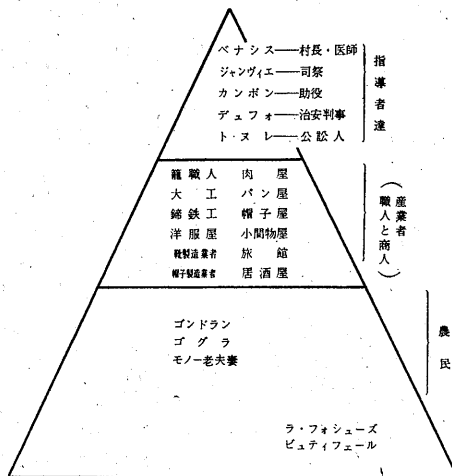 ベナシス――村長・医師
ジャンヴィエ――司祭
カンボン――助役
デュフォ――治安判事
トヌレ――公訟人
指導者達
籠職人 肉屋
大工 パン屋
蹄鉄工 帽子屋
洋服屋 小間物屋
靴製造業者 旅館
帽子製造業者 居酒屋
産業者
(職人と商人)
ゴンドラン
ゴグラ
モノー老夫妻
農民
ラ・フォシューズ
ビュティフェール